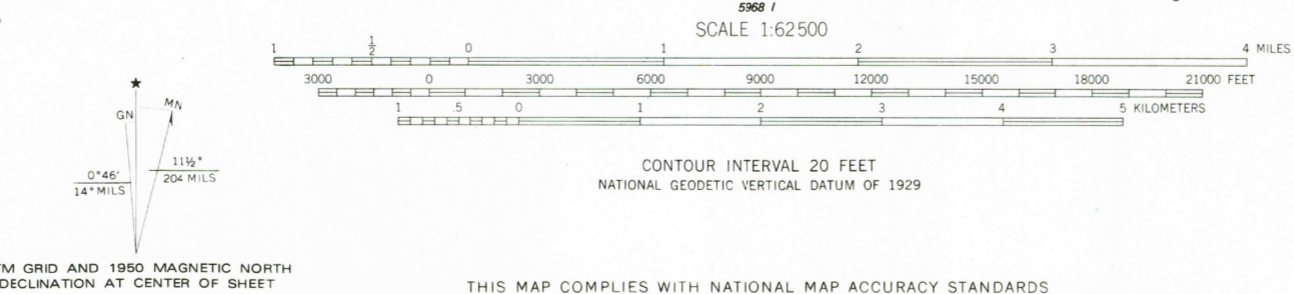 5968 I
SCALE 1:62500
1 ½ 0 1 2 3 4 MILES
3000 0 3000 6000 9000 12000 15000 18000 21000 FEET
1 .5 0 1 2 3 4 5 KILOMETERS
★
GN MN
0°46' 11½°
14° MILS 204 MILS
CONTOUR INTERVAL 20 FEET
NATIONAL GEODETIC VERTICAL DATUM OF 1929
TM GRID AND 1950 MAGNETIC NORTH
DECLINATION AT CENTER OF SHEET
THIS MAP COMPLIES WITH NATIONAL MAP ACCURACY STANDARDS